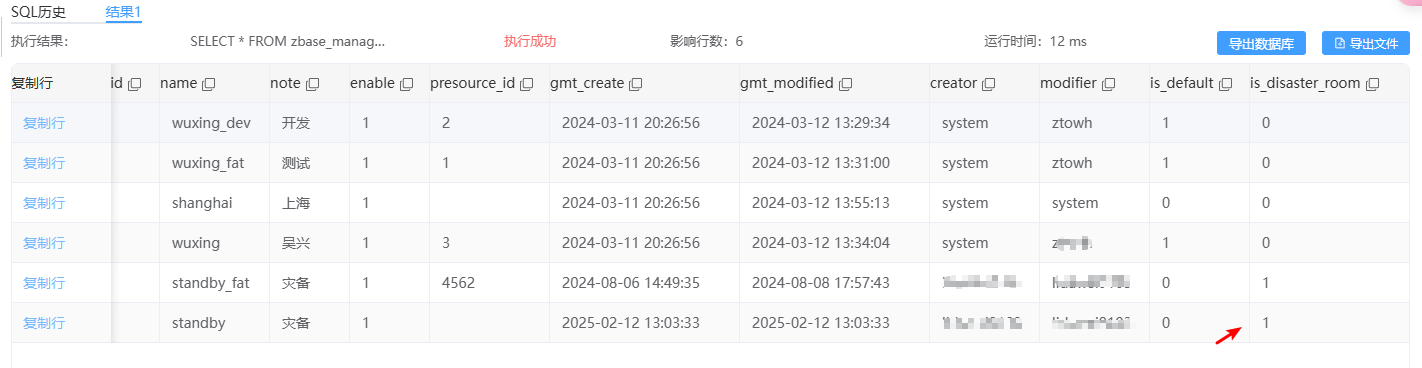 SQL历史 结果1
执行结果: SELECT * FROM zbase_manag... 执行成功 影响行数: 6 运行时间: 12 ms 导出数据库 导出文件
复制行 id name note enable presource_id gmt_create gmt_modified creator modifier is_default is_disaster_room
复制行 wuxing_dev 开发 1 2 2024-03-11 20:26:56 2024-03-12 13:29:34 system ztowh 1 0
复制行 wuxing_fat 测试 1 1 2024-03-11 20:26:56 2024-03-12 13:31:00 system ztowh 1 0
复制行 shanghai 上海 1 2024-03-11 20:26:56 2024-03-12 13:55:13 system system 0 0
复制行 wuxing 吴兴 1 3 2024-03-11 20:26:56 2024-03-12 13:34:04 system 1 0
复制行 standby_fat 灾备 1 4562 2024-08-06 14:49:35 2024-08-08 17:57:43 0 1
复制行 standby 灾备 1 2025-02-12 13:03:33 2025-02-12 13:03:33 0 1